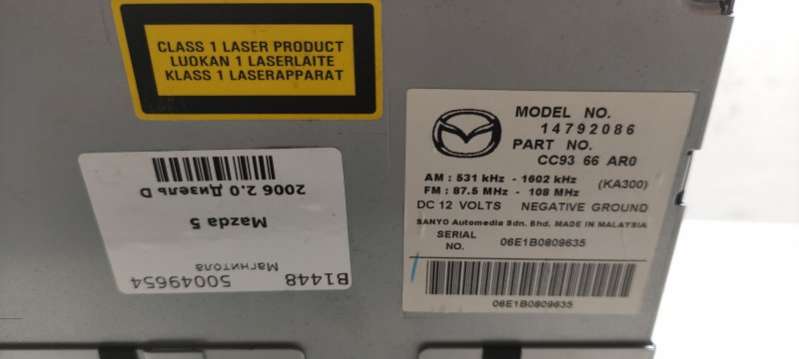 CLASS 1 LASER PRODUCT
LUOKAN 1 LASERLAITE
KLASS 1 LASERAPPARAT
MODEL NO.
14792086
PART NO.
CC93 66 AR0
AM : 531 kHz - 1602 kHz
FM : 87.5 MHz - 108 MHz
(KA300)
DC 12 VOLTS NEGATIVE GROUND
SANYO Automedia Sdn. Bhd. MADE IN MALAYSIA
SERIAL NO. 06E1B0809635
06E1B0809635
B1448
50049654
Магнитола
Mazda 5
2006 2.0 Дизель D